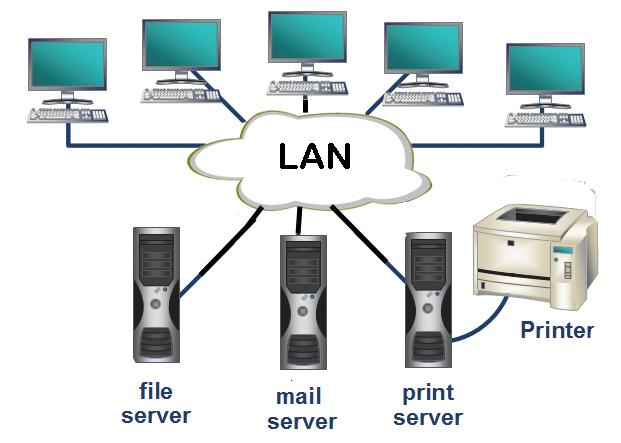 LAN
Printer
file
server
mail
server
print
server